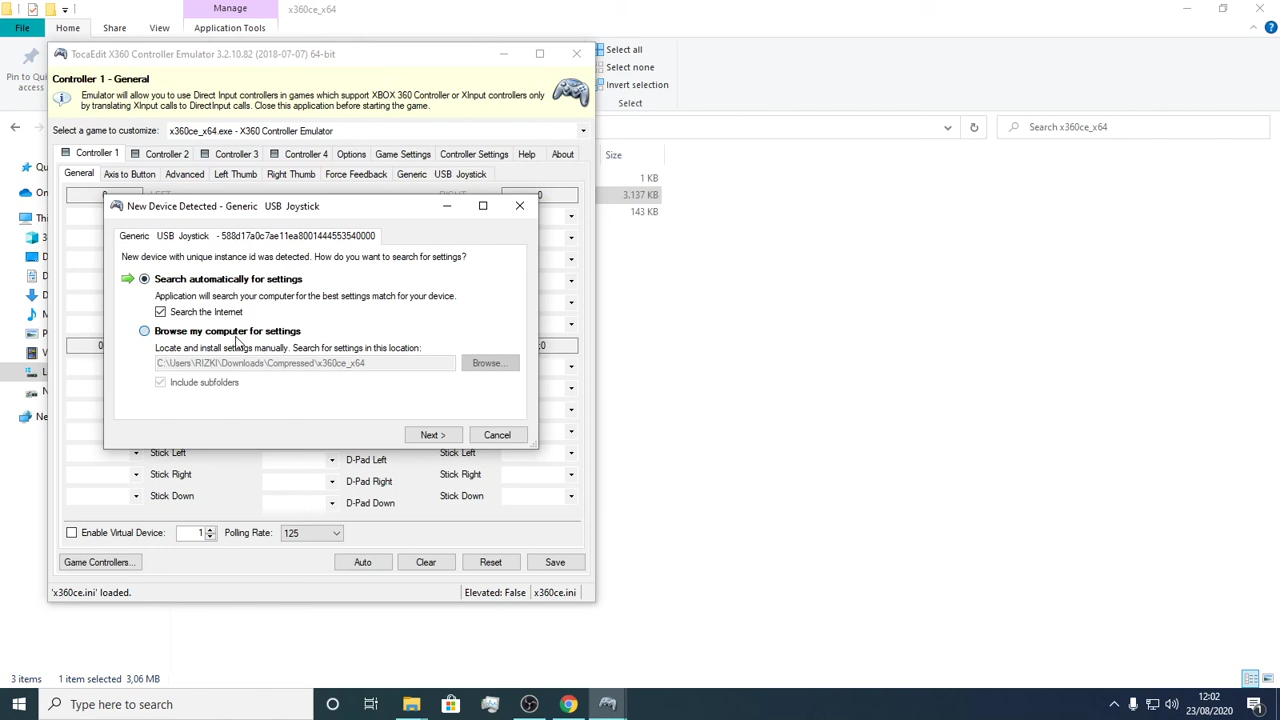 Manage
x360ce_x64
File
Home
Share
View
Application Tools
Pin to Qui
Select all
Select none
Invert selection
Select
TocaEdit X360 Controller Emulator 3.2.10.82 (2018-07-07) 64-bit
Controller 1 - General
Emulator will allow you to use Direct Input controllers in games which support XBOX 360 Controller or XInput controllers only
by translating XInput calls to DirectInput calls. Close this application before starting the game.
Select a game to customize:
x360ce_x64.exe - X360 Controller Emulator
Search x360ce_x64
Controller 1
Controller 2
Controller 3
Controller 4
Options
Game Settings
Controller Settings
Help
About
Size
General
Axis to Button
Advanced
Left Thumb
Right Thumb
Force Feedback
Generic USB Joystick
1 KB
3.137 KB
143 KB
New Device Detected - Generic USB Joystick
Generic USB Joystick - 588d17a0c7ae11ea8001444553540000
New device with unique instance id was detected. How do you want to search for settings?
Search automatically for settings
Application will search your computer for the best settings match for your device.
Search the Internet
Browse my computer for settings
Locate and install settings manually. Search for settings in this location:
C:\Users\RIZKI\Downloads\Compressed\x360ce_x64
Browse...
Include subfolders
Next >
Cancel
Stick Left
D-Pad Left
Stick Left
Stick Right
D-Pad Right
Stick Right
Stick Down
D-Pad Down
Stick Down
Enable Virtual Device:
1
Polling Rate:
125
Game Controllers...
Auto
Clear
Reset
Save
'x360ce.ini' loaded.
Elevated: False
x360ce.ini
3 items
1 item selected 3,06 MB
Type here to search
12:02
23/08/2020